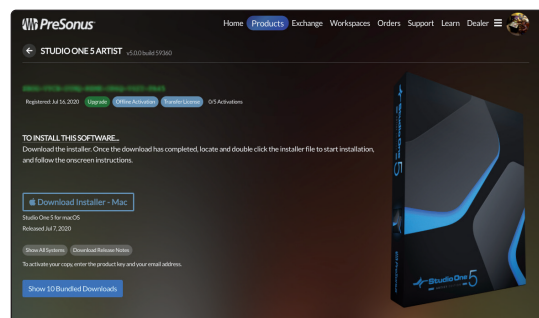 PreSonus
Home Products Exchange Workspaces Orders Support Learn Dealer
STUDIO ONE 5 ARTIST v5.0.0 build 59360
Registered: Jul 16, 2020 Upgrade Offline Activation Transfer License 0/5 Activations
TO INSTALL THIS SOFTWARE...
Download the installer. Once the download has completed, locate and double click the installer file to start installation,
and follow the onscreen instructions.
Download Installer - Mac
Studio One 5 for macOS
Released Jul 7, 2020
Show All Systems Download Release Notes
To activate your copy, enter the product key and your email address.
Show 10 Bundled Downloads
Studio One 5
Studio One 5